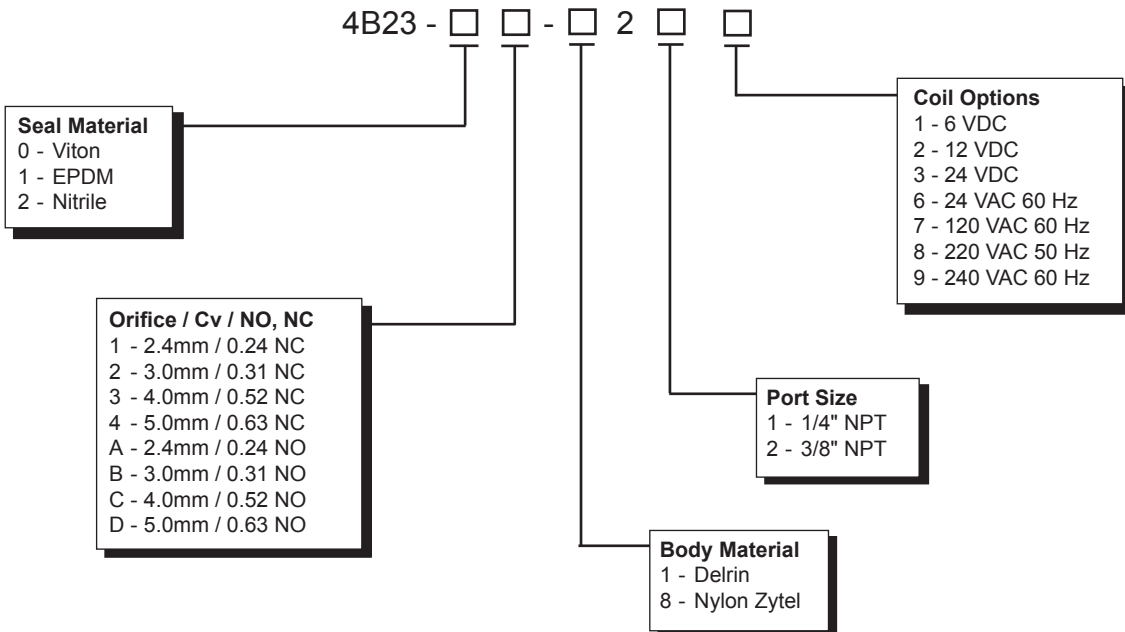 4B23 - □ □ - □ 2 □ □
Seal Material
0 - Viton
1 - EPDM
2 - Nitrile
Orifice / Cv / NO, NC
1 - 2.4mm / 0.24 NC
2 - 3.0mm / 0.31 NC
3 - 4.0mm / 0.52 NC
4 - 5.0mm / 0.63 NC
A - 2.4mm / 0.24 NO
B - 3.0mm / 0.31 NO
C - 4.0mm / 0.52 NO
D - 5.0mm / 0.63 NO
Body Material
1 - Delrin
8 - Nylon Zytel
Port Size
1 - 1/4" NPT
2 - 3/8" NPT
Coil Options
1 - 6 VDC
2 - 12 VDC
3 - 24 VDC
6 - 24 VAC 60 Hz
7 - 120 VAC 60 Hz
8 - 220 VAC 50 Hz
9 - 240 VAC 60 Hz